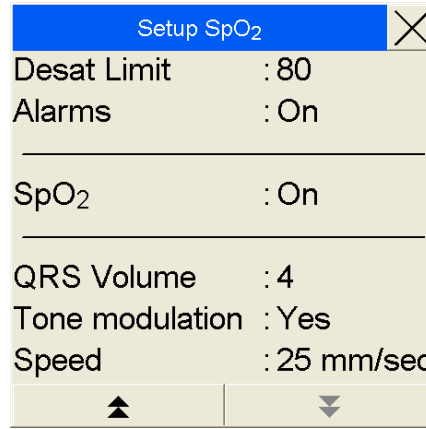 Setup SpO₂
Desat Limit : 80
Alarms : On
SpO₂ : On
QRS Volume : 4
Tone modulation : Yes
Speed : 25 mm/sec